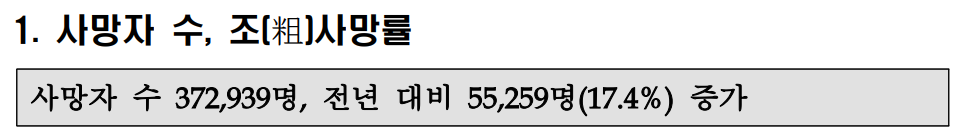 1. 사망자 수, 조(粗)사망률
사망자 수 372,939명, 전년 대비 55,259명(17.4%) 증가